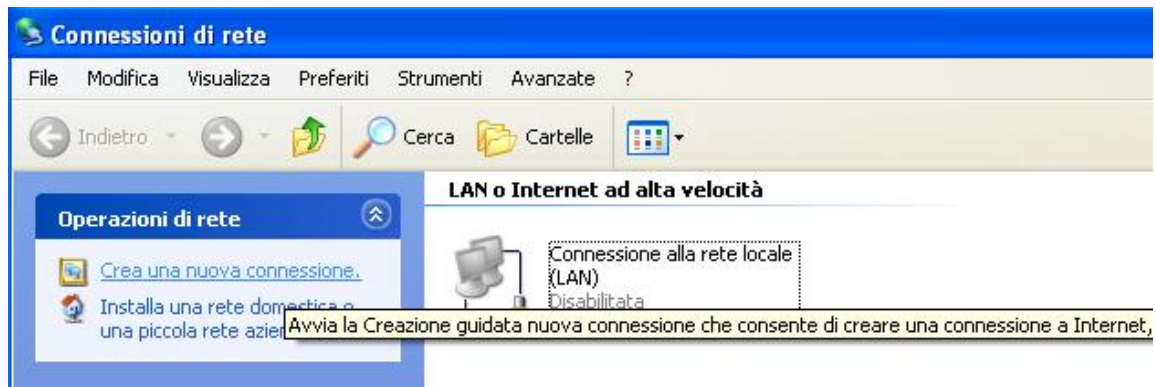 Connessioni di rete
File Modifica Visualizza Preferiti Strumenti Avanzate ?
Indietro Cerca Cartelle
LAN o Internet ad alta velocità
Operazioni di rete
Connessione alla rete locale
(LAN)
Disabilitata
Crea una nuova connessione.
Installa una rete domestica o
una piccola rete
Avvia la Creazione guidata nuova connessione che consente di creare una connessione a Internet,